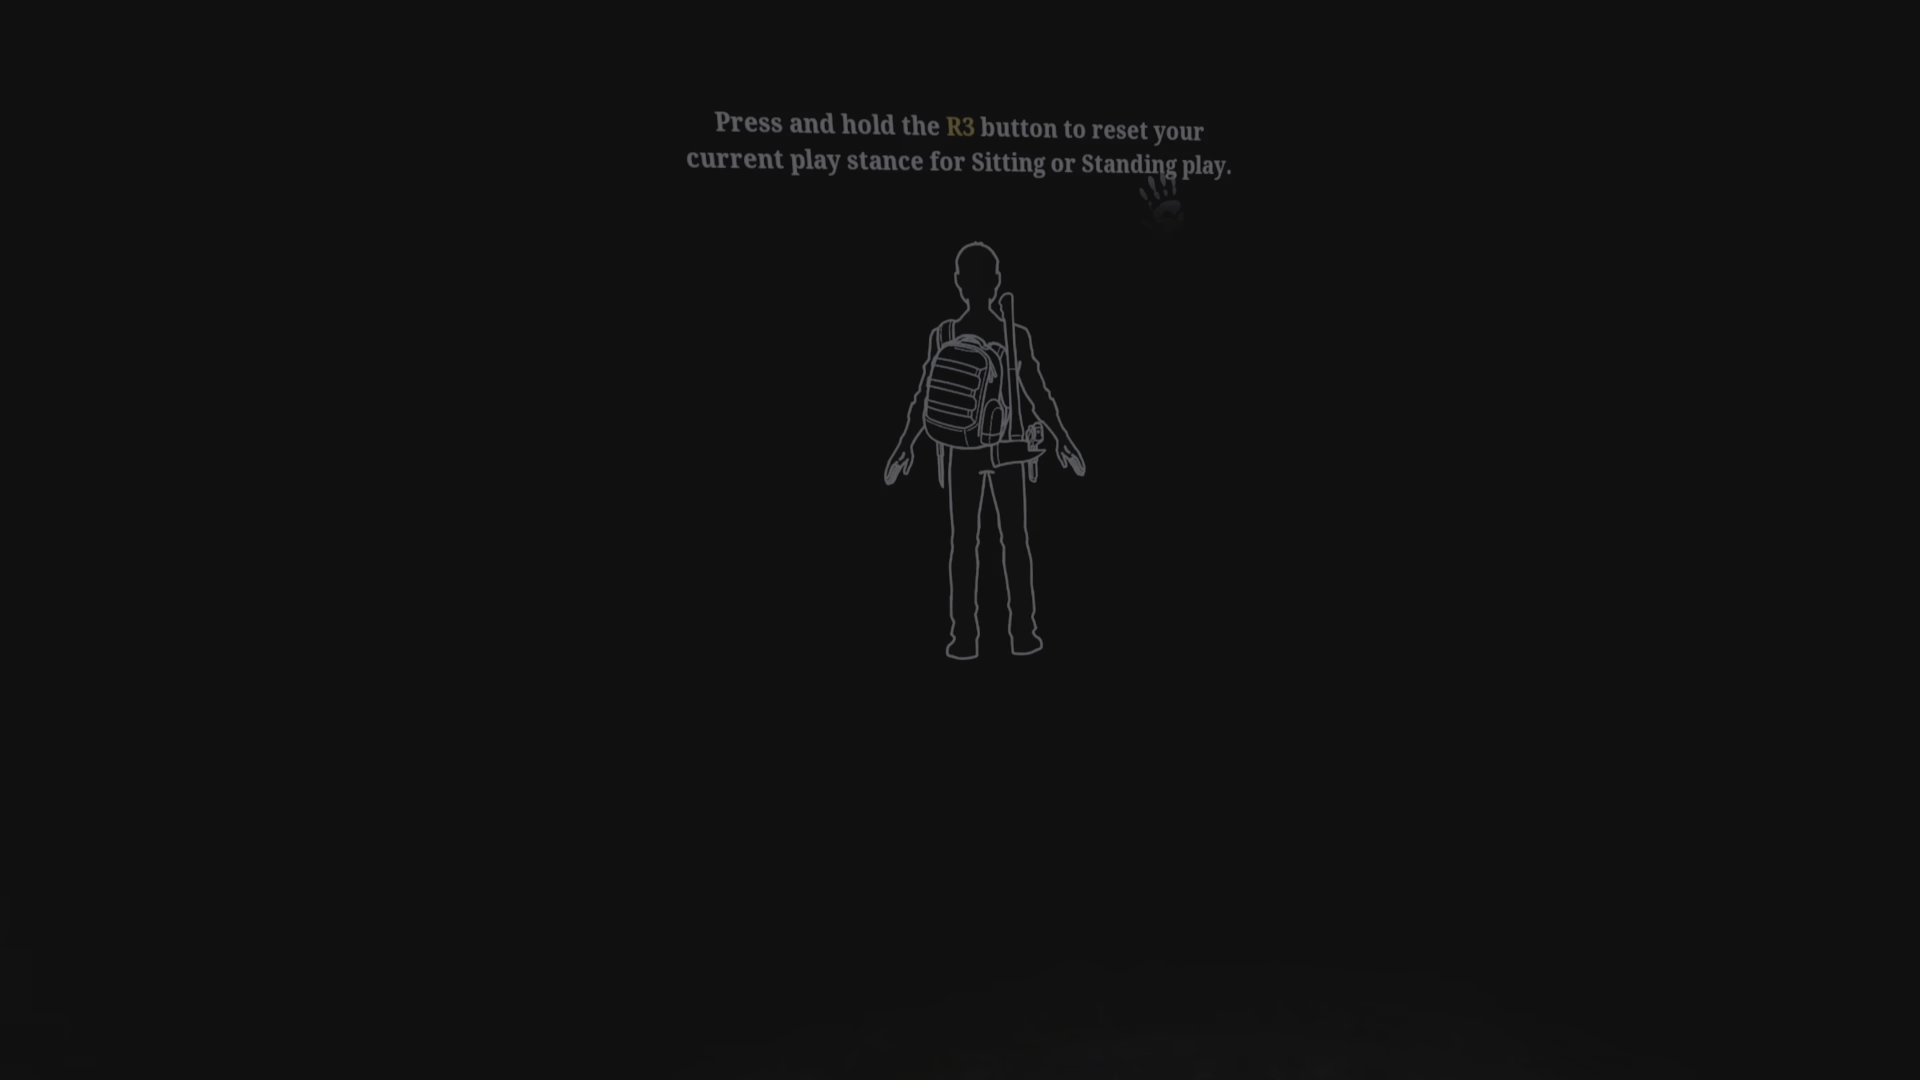 Press and hold the R3 button to reset your
current play stance for Sitting or Standing play.